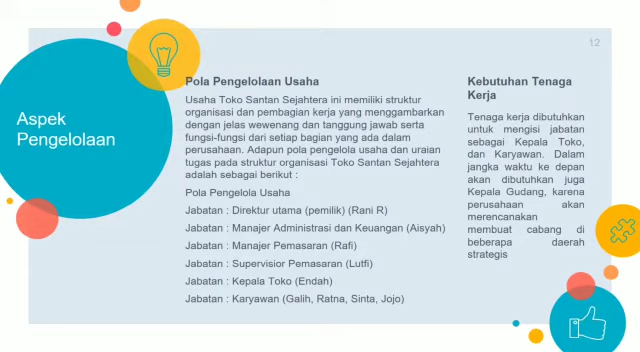 12
Aspek
Pengelolaan
Pola Pengelolaan Usaha
Usaha Toko Santan Sejahtera ini memiliki struktur
organisasi dan pembagian kerja yang menggambarkan
dengan jelas wewenang dan tanggung jawab serta
fungsi-fungsi dari setiap bagian yang ada dalam
perusahaan. Adapun pola pengelola usaha dan uraian
tugas pada struktur organisasi Toko Santan Sejahtera
adalah sebagai berikut :
Pola Pengelola Usaha
Jabatan : Direktur utama (pemilik) (Rani R)
Jabatan : Manajer Administrasi dan Keuangan (Aisyah)
Jabatan : Manajer Pemasaran (Rafi)
Jabatan : Supervisior Pemasaran (Lutfi)
Jabatan : Kepala Toko (Endah)
Jabatan : Karyawan (Galih, Ratna, Sinta, Jojo)
Kebutuhan Tenaga
Kerja
Tenaga kerja dibutuhkan
untuk mengisi jabatan
sebagai Kepala Toko,
dan Karyawan. Dalam
jangka waktu ke depan
akan dibutuhkan juga
Kepala Gudang, karena
perusahaan akan
merencanakan
membuat cabang di
beberapa daerah
strategis